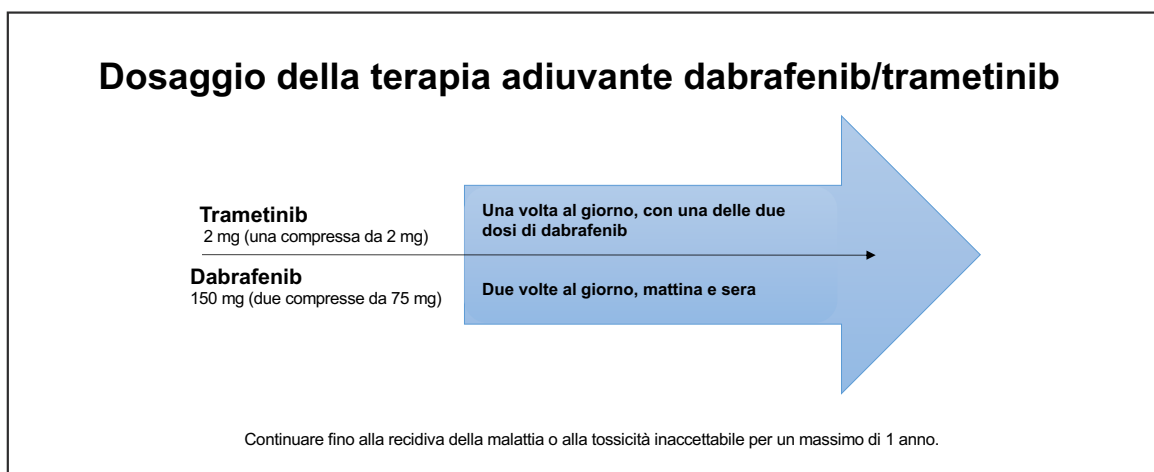 Dosaggio della terapia adiuvante dabrafenib/trametinib
Trametinib
2 mg (una compressa da 2 mg)
Una volta al giorno, con una delle due
dosi di dabrafenib
Dabrafenib
150 mg (due compresse da 75 mg)
Due volte al giorno, mattina e sera
Continuare fino alla recidiva della malattia o alla tossicità inaccettabile per un massimo di 1 anno.